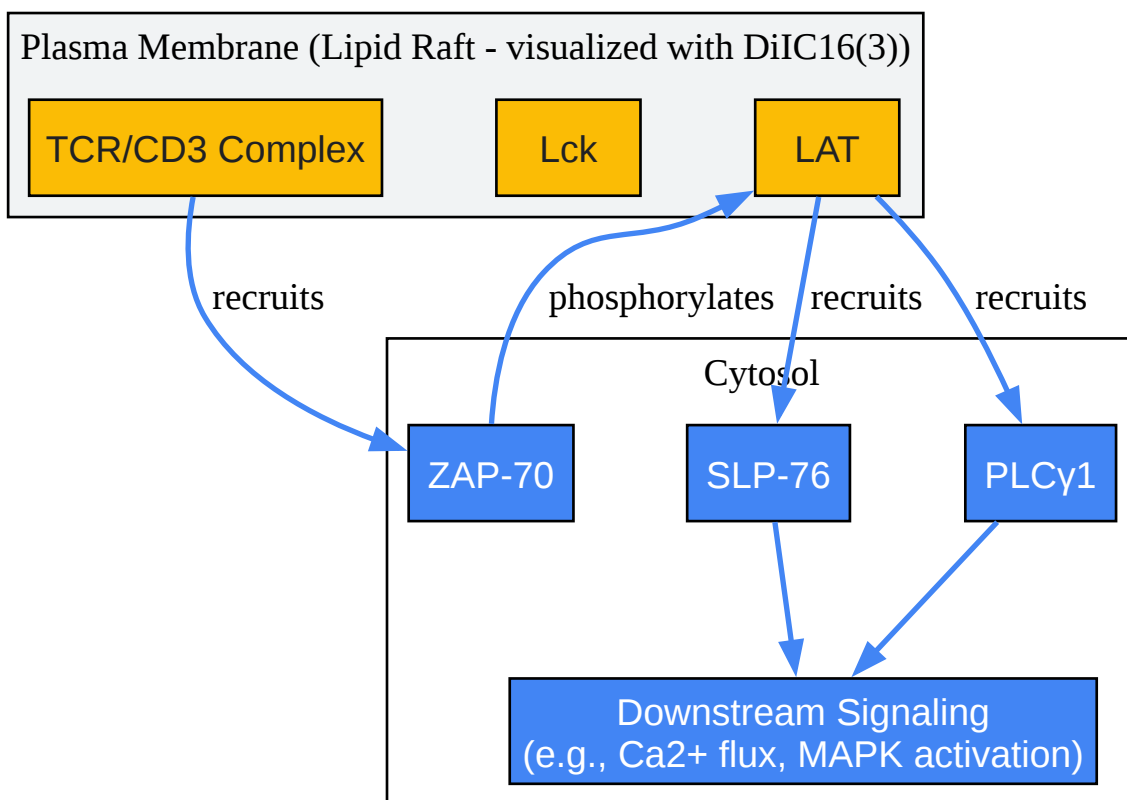 Plasma Membrane (Lipid Raft - visualized with DiIC16(3))
TCR/CD3 Complex
Lck
LAT
recruits
phosphorylates
recruits
recruits
Cytosol
ZAP-70
SLP-76
PLCγ1
Downstream Signaling
(e.g., Ca2+ flux, MAPK activation)